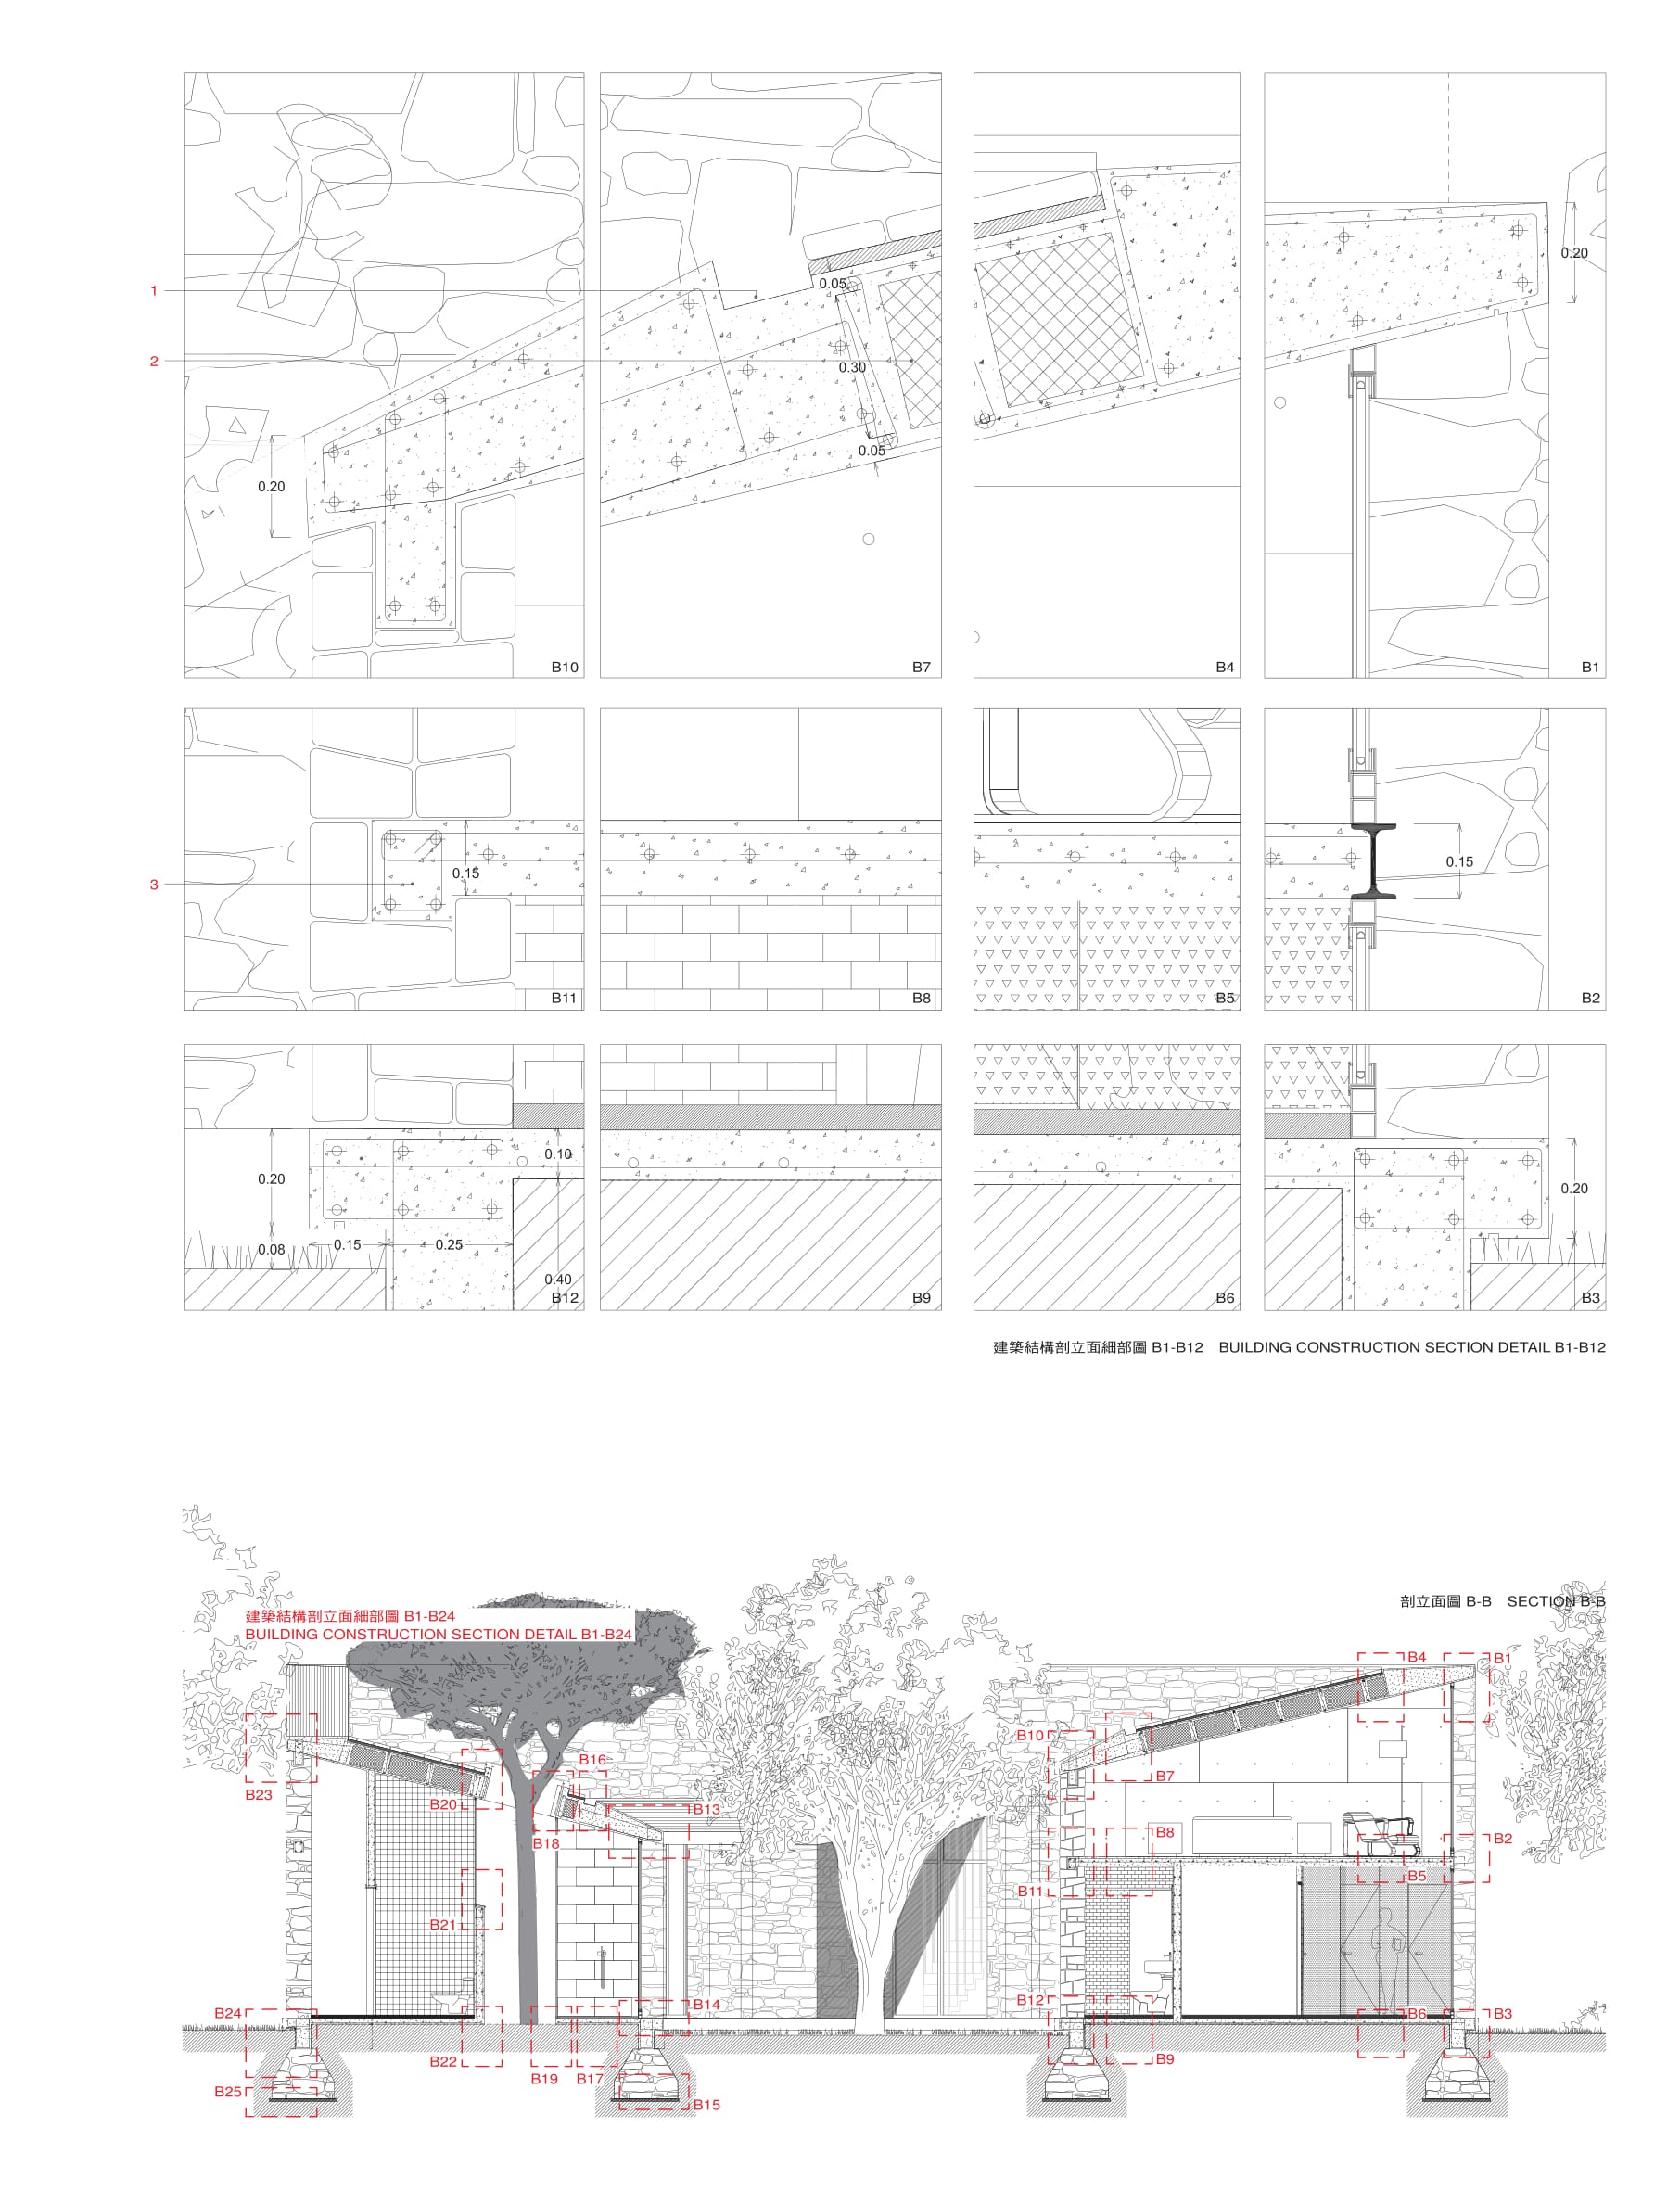 1
2
0.20
B10
0.05
0.30
0.05
B7
B4
0.20
B1
3
0.15
B11
B8
B5
0.15
B2
0.20
0.08
0.15
0.25
0.10
0.40
B12
B9
B6
0.20
B3
建築結構剖立面細部圖 B1-B12 BUILDING CONSTRUCTION SECTION DETAIL B1-B12
剖立面圖 B-B SECTION B-B
建築結構剖立面細部圖 B1-B24
BUILDING CONSTRUCTION SECTION DETAIL B1-B24
B4
B1
B10
B16
B7
B23
B20
B13
B18
B8
B2
B5
B11
B21
B12
B14
B24
B6
B3
B22
B9
B19
B17
B25
B15